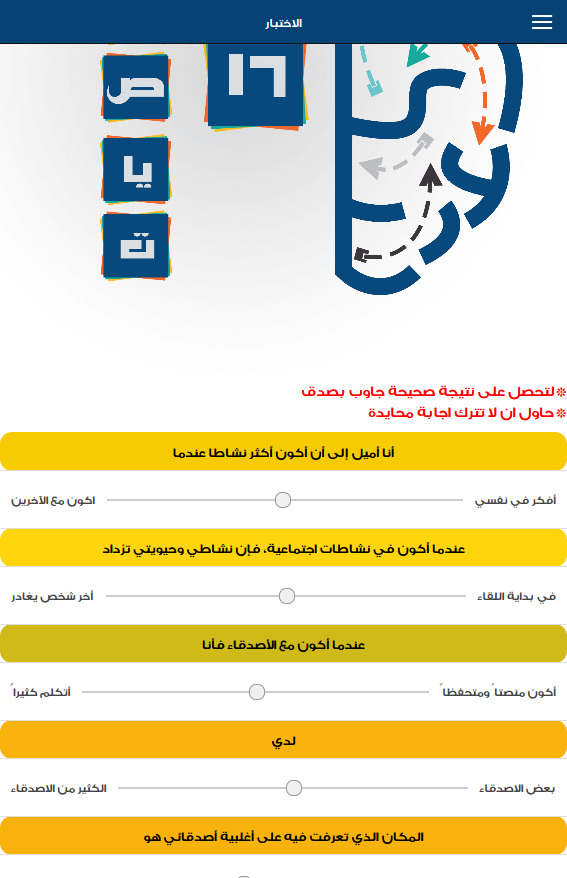 الاختبار
١٦
ص
يا
ت
❊ لتحصل على نتيجة صحيحة جاوب بصدق
❊ حاول ان لا تترك اجابة محايدة
أنا أميل إلى أن أكون أكثر نشاطا عندما
أفكر في نفسي
اكون مع الآخرين
عندما أكون في نشاطات اجتماعية، فإن نشاطي وحيويتي تزداد
في بداية اللقاء
أخر شخص يغادر
عندما أكون مع الأصدقاء فأنا
أكون منصتاً ومتحفظاً
أتكلم كثيراً
لدي
بعض الاصدقاء
الكثير من الاصدقاء
المكان الذي تعرفت فيه على أغلبية أصدقائي هو